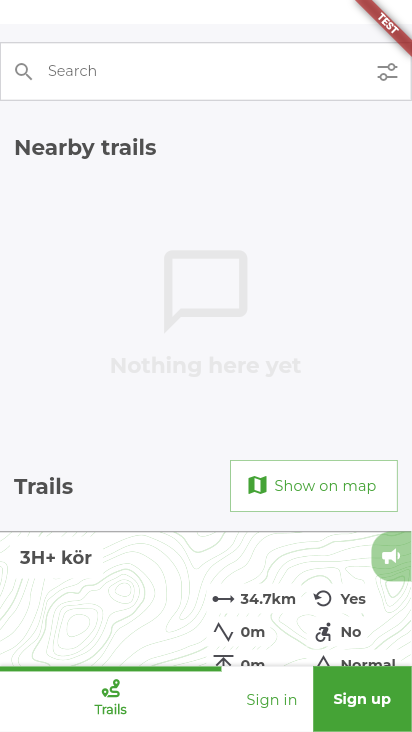 TEST
Search
Nearby trails
Nothing here yet
Trails
Show on map
3H+ kör
34.7km Yes
0m No
0m Normal
Trails
Sign in
Sign up